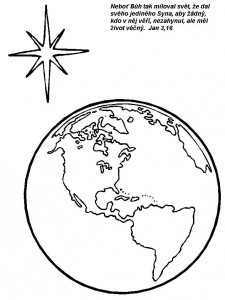 Neboť Bůh tak miloval svět, že dal
svého jediného Syna, aby žádný,
kdo v něj věří, nezahynul, ale měl
život věčný.  Jan 3,16